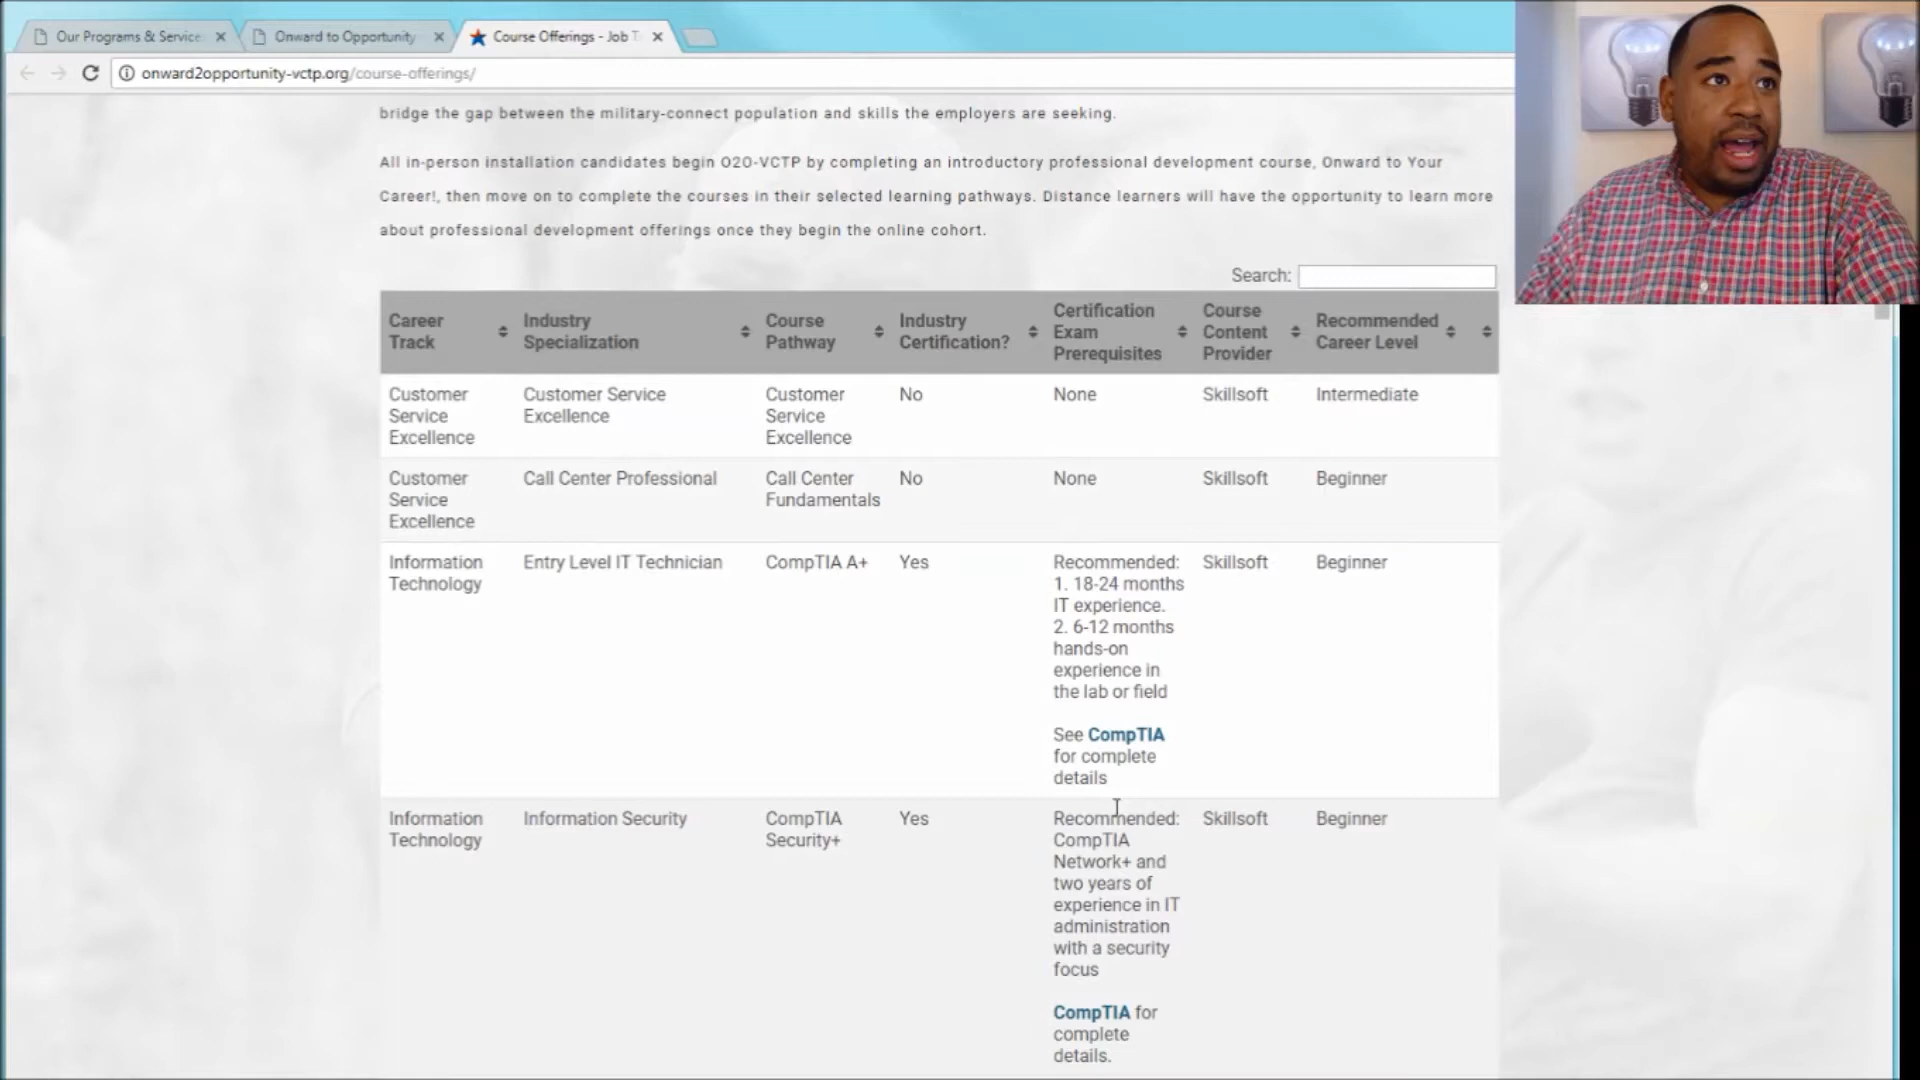 Our Programs & Service
Onward to Opportunity
Course Offerings - Job T
onward2opportunity-vctp.org/course-offerings/
bridge the gap between the military-connect population and skills the employers are seeking.
All in-person installation candidates begin O2O-VCTP by completing an introductory professional development course, Onward to Your
Career!, then move on to complete the courses in their selected learning pathways. Distance learners will have the opportunity to learn more
about professional development offerings once they begin the online cohort.
Search:
Career
Track
Industry
Specialization
Course
Pathway
Industry
Certification?
Certification
Exam
Prerequisites
Course
Content
Provider
Recommended
Career Level
Customer
Service
Excellence
Customer Service
Excellence
Customer
Service
Excellence
No
None
Skillsoft
Intermediate
Customer
Service
Excellence
Call Center Professional
Call Center
Fundamentals
No
None
Skillsoft
Beginner
Information
Technology
Entry Level IT Technician
CompTIA A+
Yes
Recommended:
1. 18-24 months
IT experience.
2. 6-12 months
hands-on
experience in
the lab or field
See CompTIA
for complete
details
Skillsoft
Beginner
Information
Technology
Information Security
CompTIA
Security+
Yes
Recommended:
CompTIA
Network+ and
two years of
experience in IT
administration
with a security
focus
CompTIA for
complete
details.
Skillsoft
Beginner